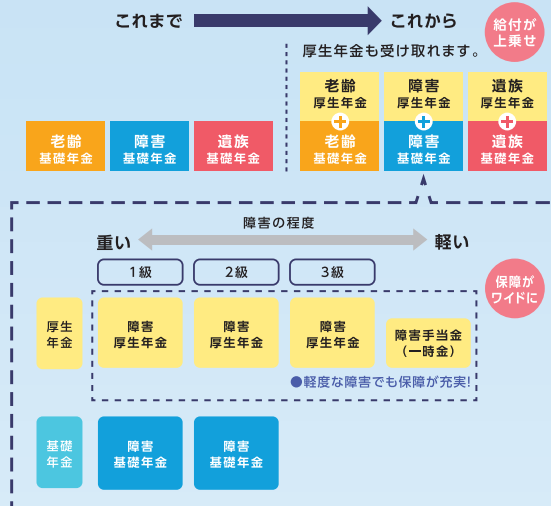 これまで
これから
給付が
上乗せ
厚生年金も受け取れます。
老齢
厚生年金
障害
厚生年金
遺族
厚生年金
+
+
+
老齢
基礎年金
障害
基礎年金
遺族
基礎年金
老齢
基礎年金
障害
基礎年金
遺族
基礎年金
障害の程度
重い
軽い
1級
2級
3級
保障が
ワイドに
厚生
年金
障害
厚生年金
障害
厚生年金
障害
厚生年金
障害手当金
(一時金)
●軽度な障害でも保障が充実!
基礎
年金
障害
基礎年金
障害
基礎年金